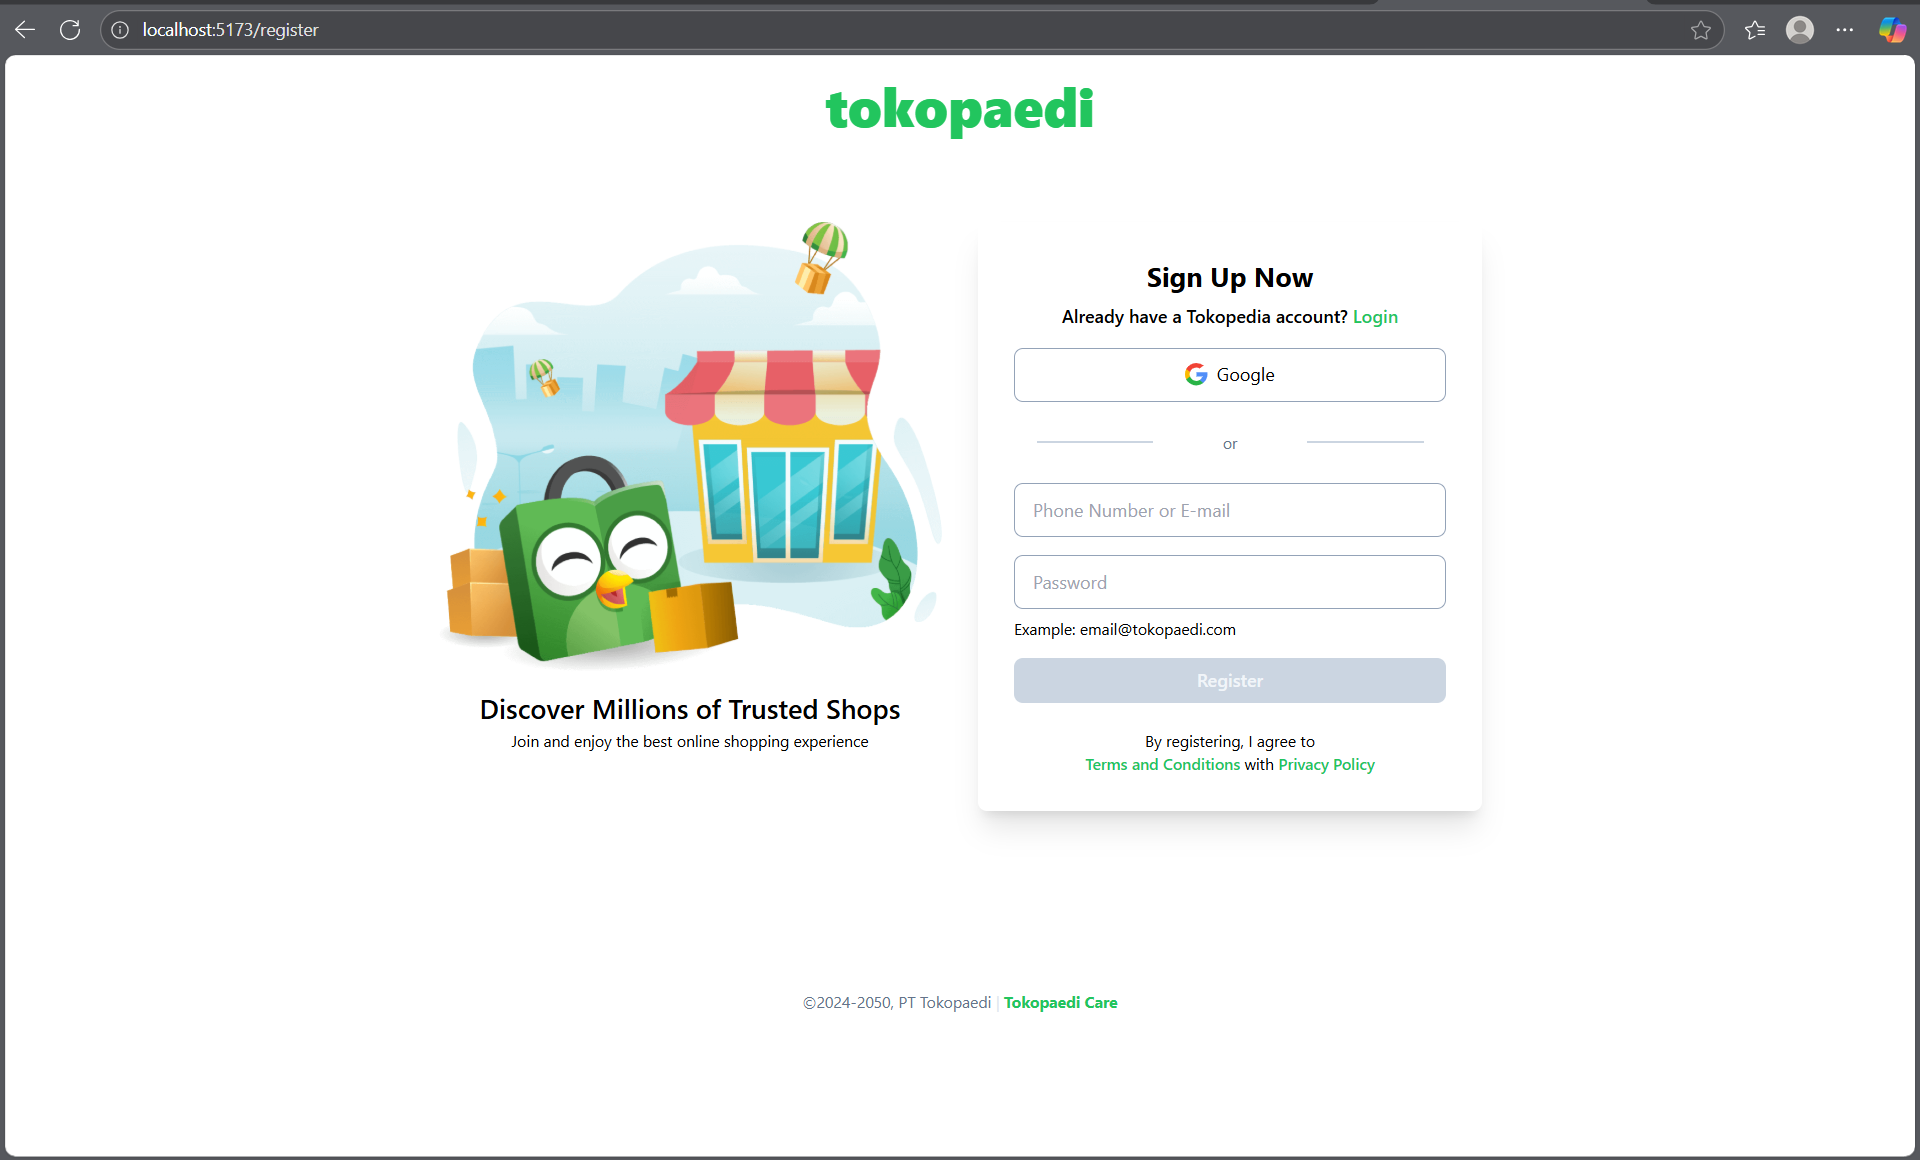 localhost:5173/register
tokopaedi
Sign Up Now
Already have a Tokopedia account? Login
Google
or
Phone Number or E-mail
Password
Example: email@tokopaedi.com
Register
By registering, I agree to
Terms and Conditions with Privacy Policy
Discover Millions of Trusted Shops
Join and enjoy the best online shopping experience
©2024-2050, PT Tokopaedi | Tokopaedi Care